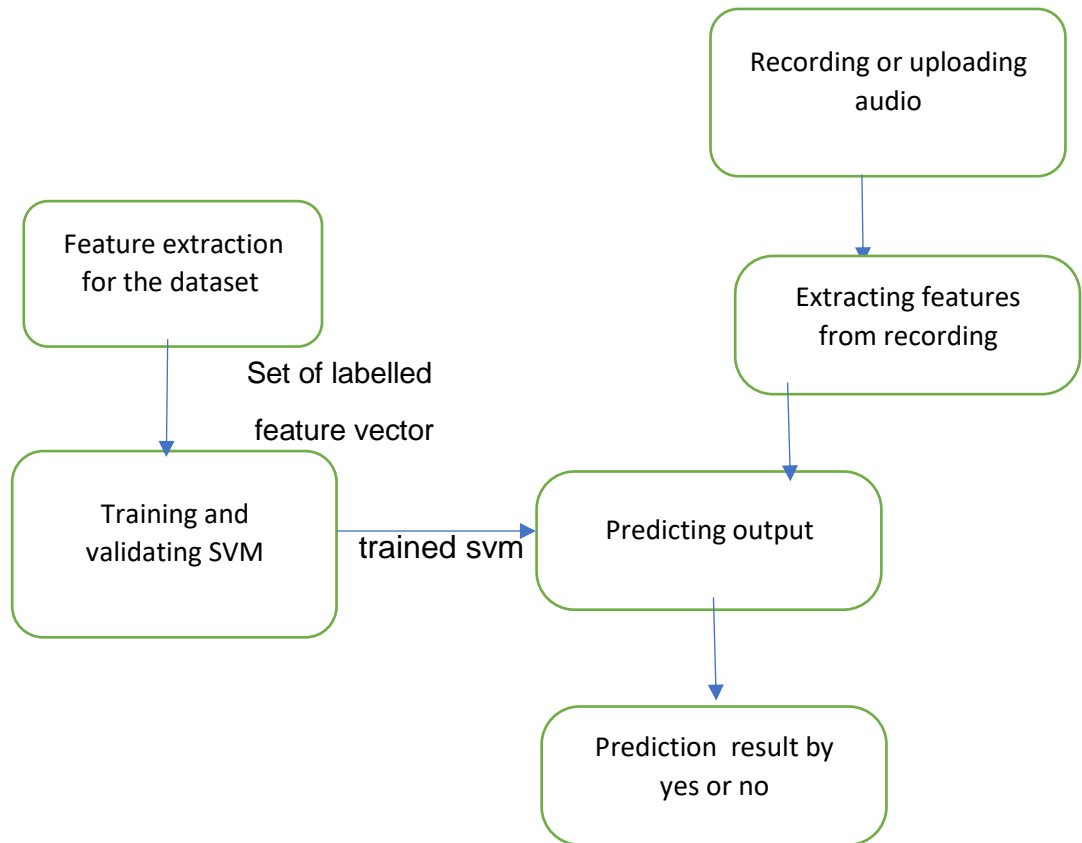 Recording or uploading
audio
Feature extraction
for the dataset
Extracting features
from recording
Set of labelled
feature vector
Training and
validating SVM
trained svm
Predicting output
Prediction result by
yes or no